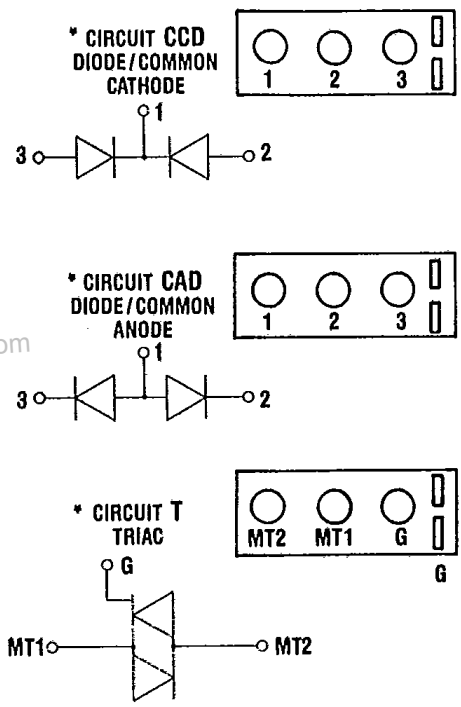 * CIRCUIT CCD
DIODE/COMMON
CATHODE
1 2 3
1
3 2
* CIRCUIT CAD
DIODE/COMMON
ANODE
1 2 3
1
3 2
om
* CIRCUIT T
TRIAC
MT2 MT1 G
G
G
MT1 MT2